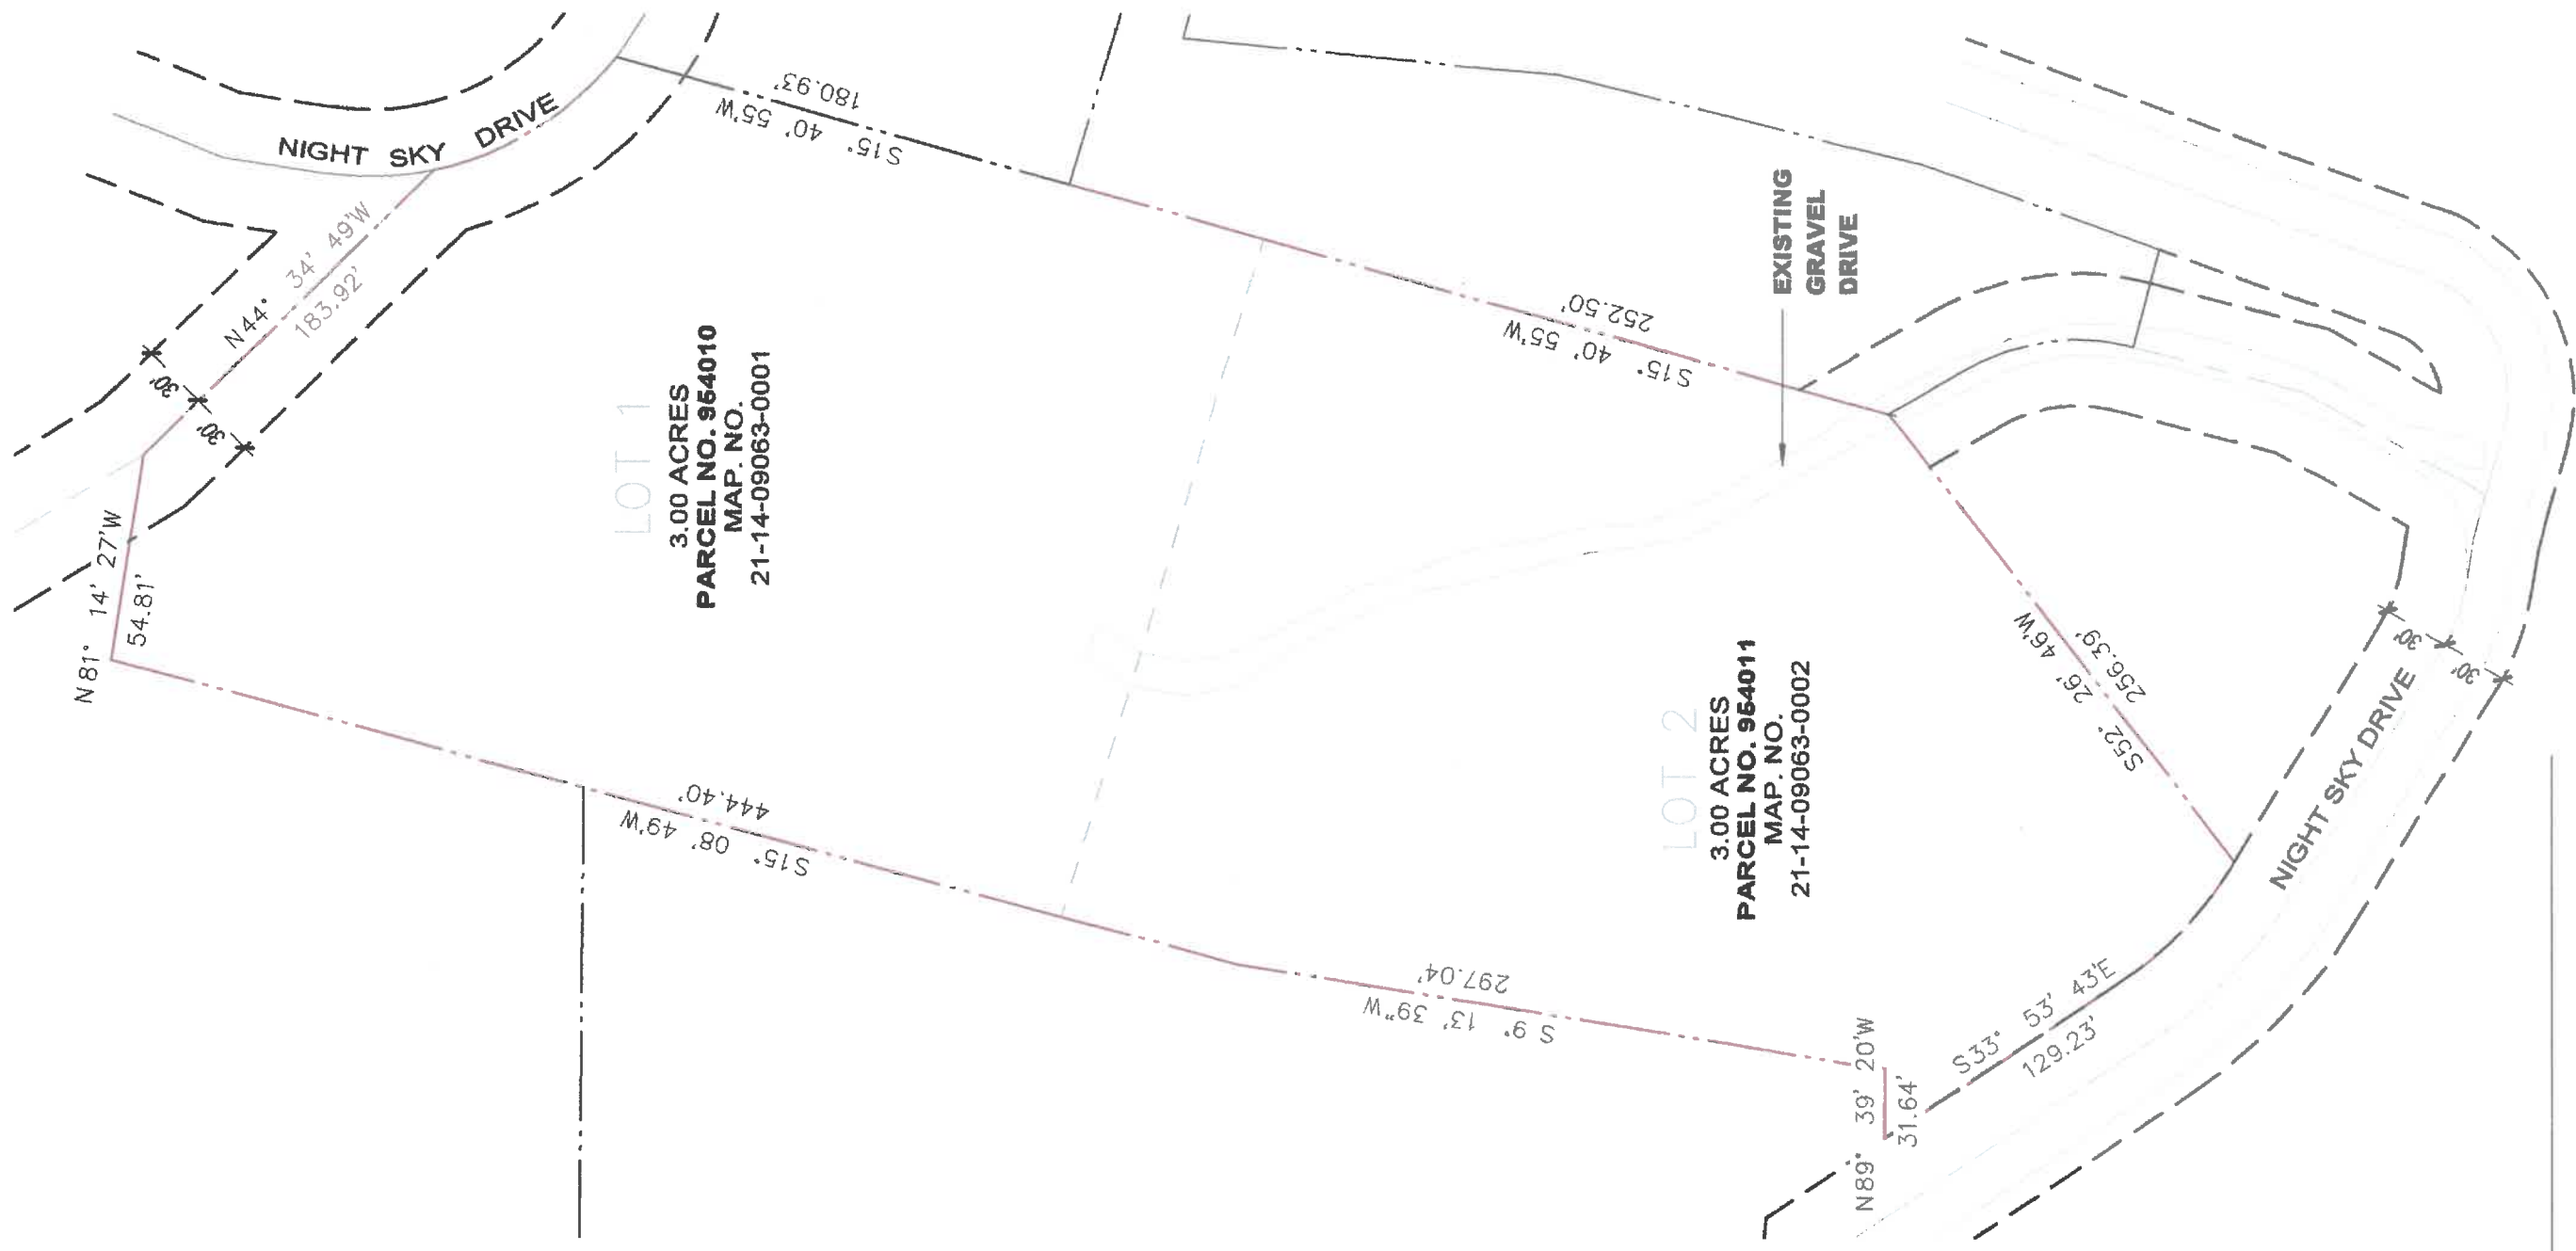 NIGHT SKY DRIVE
N44° 34' 49'W
183.92'
30'
30'
N81° 14' 27'W
54.81'
S15° 40' 55'W
180.93'
LOT 1
3.00 ACRES
PARCEL NO. 954010
MAP. NO.
21-14-09063-0001
S15° 40' 55'W
252.50'
EXISTING
GRAVEL
DRIVE
S15° 08' 49'W
444.40'
LOT 2
3.00 ACRES
PARCEL NO. 954011
MAP. NO.
21-14-09063-0002
S52° 26' 46'W
256.39'
S9° 13' 39"W
297.04'
N89° 39' 20'W
31.64'
S33° 53' 43'E
129.23'
NIGHT SKY DRIVE
30'
30'